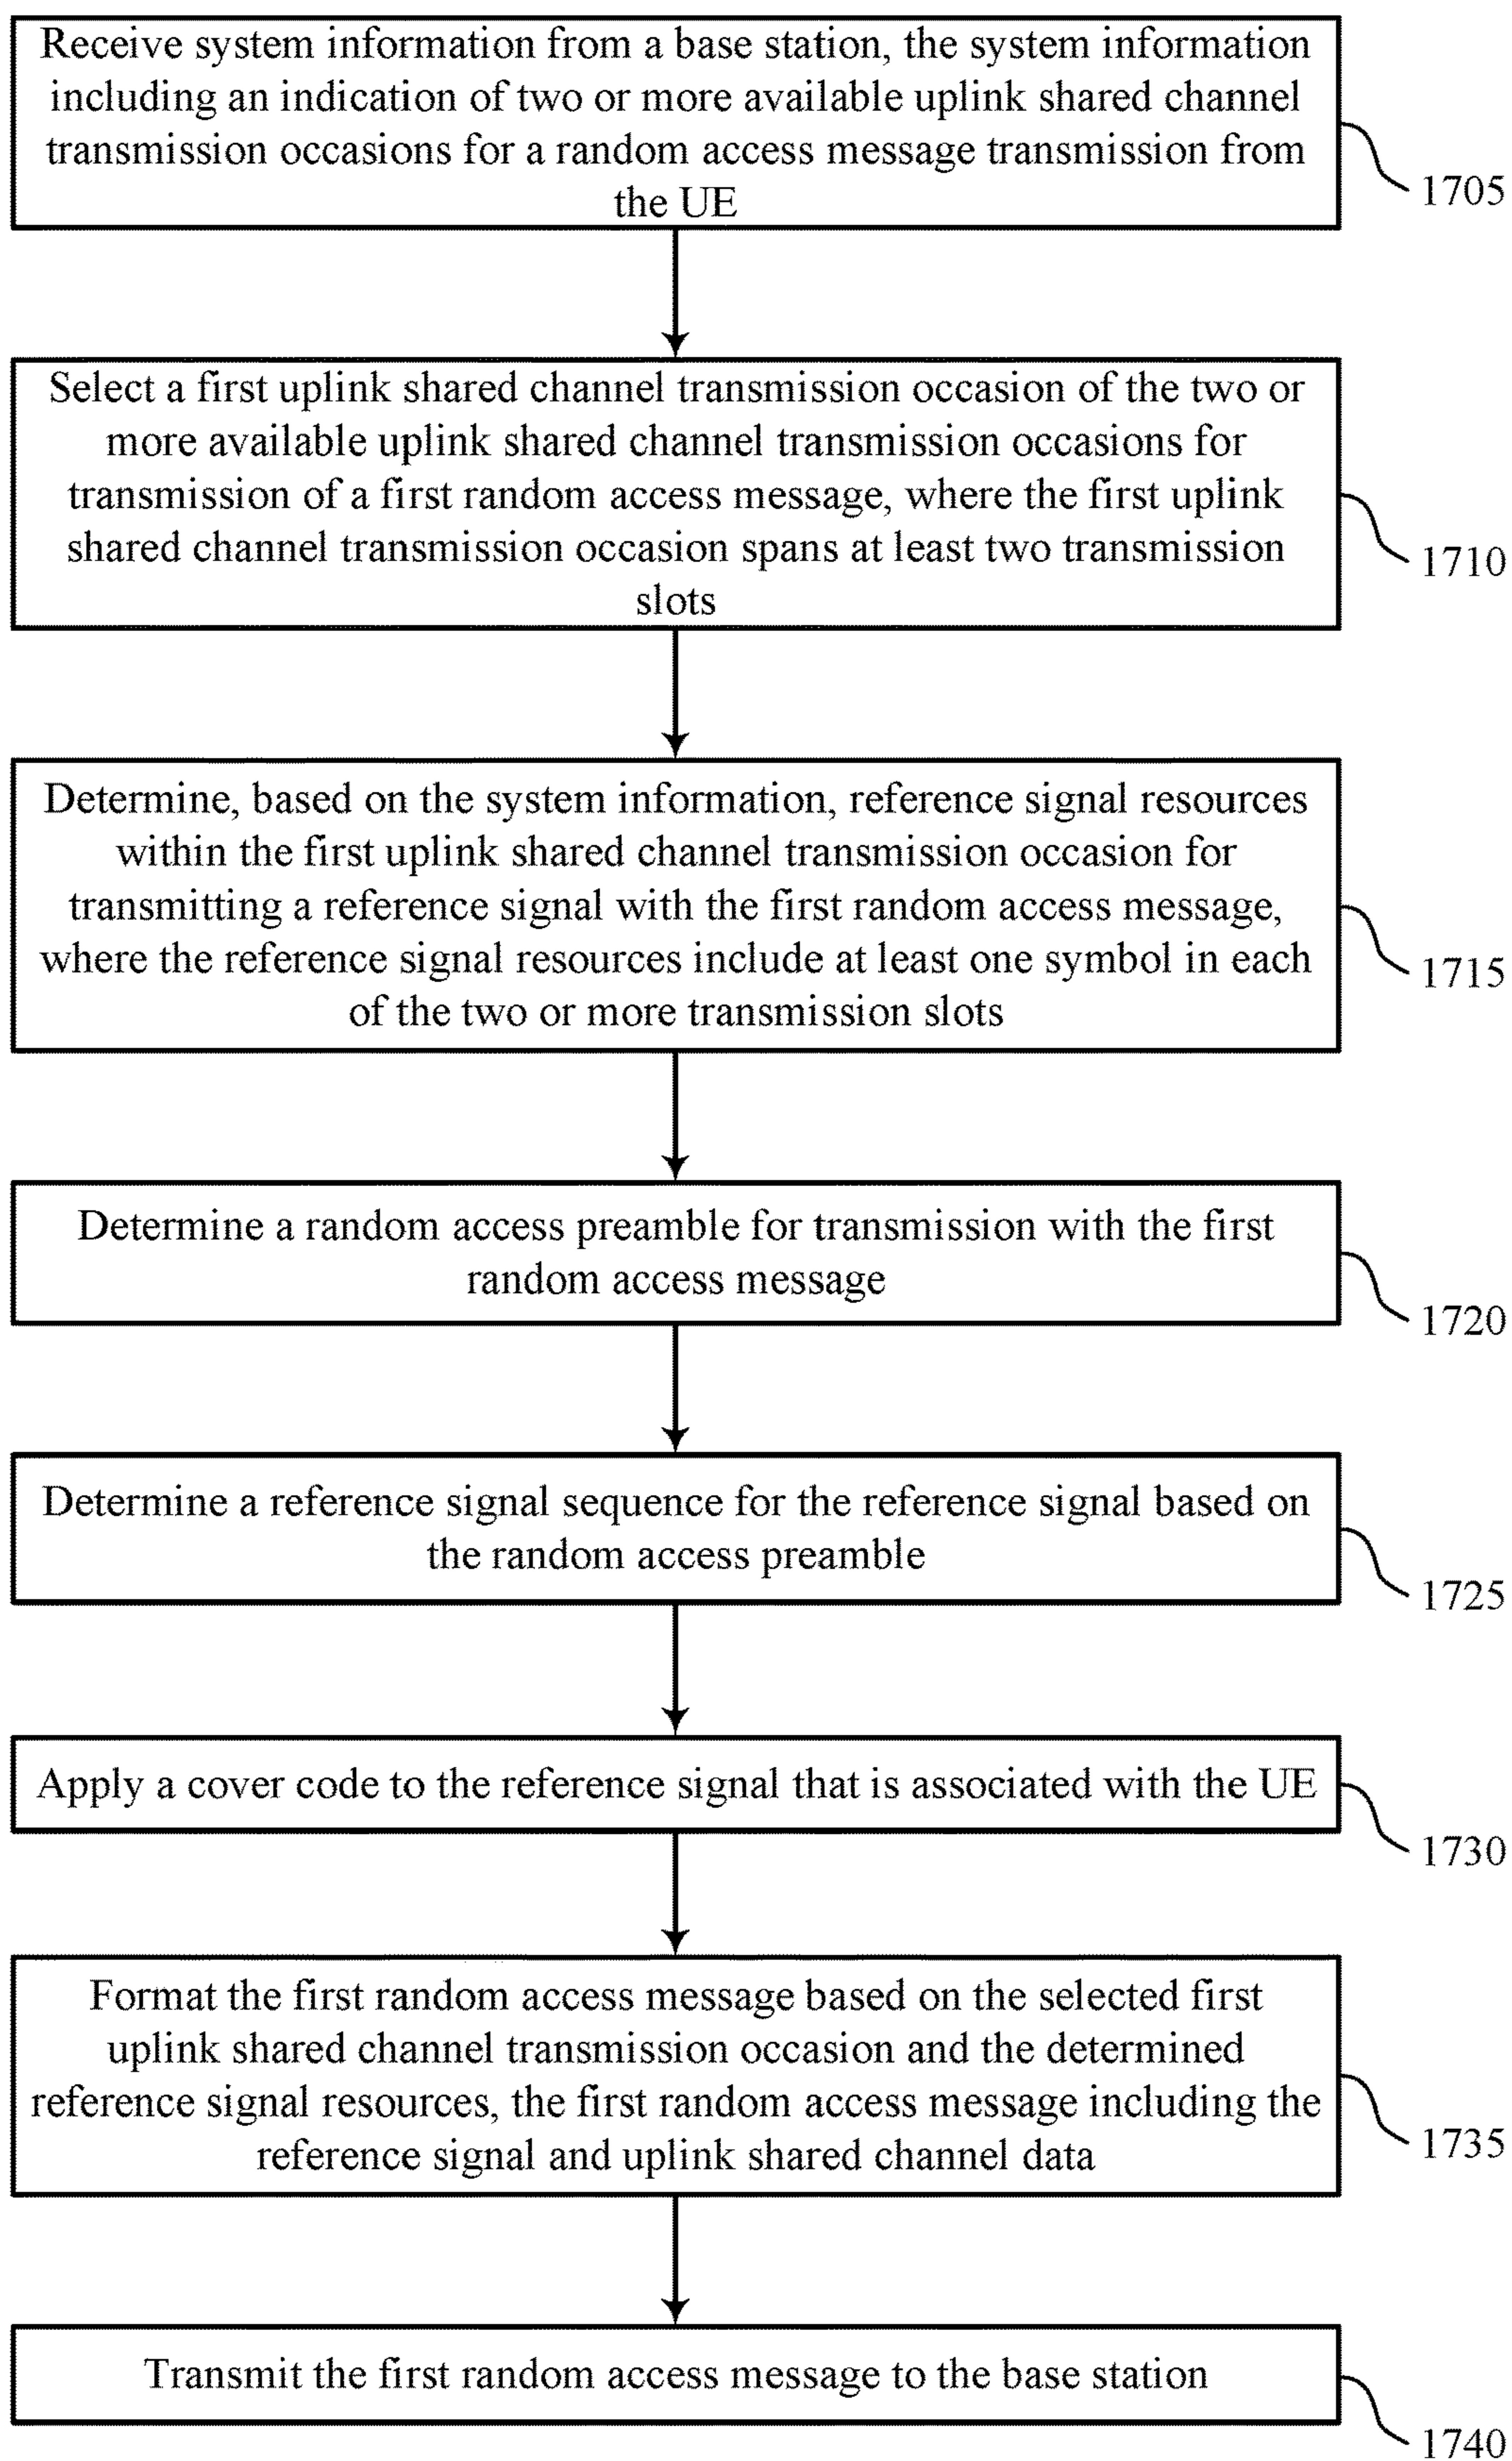 Receive system information from a base station, the system information
including an indication of two or more available uplink shared channel
transmission occasions for a random access message transmission from
the UE
1705
Select a first uplink shared channel transmission occasion of the two or
more available uplink shared channel transmission occasions for
transmission of a first random access message, where the first uplink
shared channel transmission occasion spans at least two transmission
slots
1710
Determine, based on the system information, reference signal resources
within the first uplink shared channel transmission occasion for
transmitting a reference signal with the first random access message,
where the reference signal resources include at least one symbol in each
of the two or more transmission slots
1715
Determine a random access preamble for transmission with the first
random access message
1720
Determine a reference signal sequence for the reference signal based on
the random access preamble
1725
Apply a cover code to the reference signal that is associated with the UE
1730
Format the first random access message based on the selected first
uplink shared channel transmission occasion and the determined
reference signal resources, the first random access message including the
reference signal and uplink shared channel data
1735
Transmit the first random access message to the base station
1740